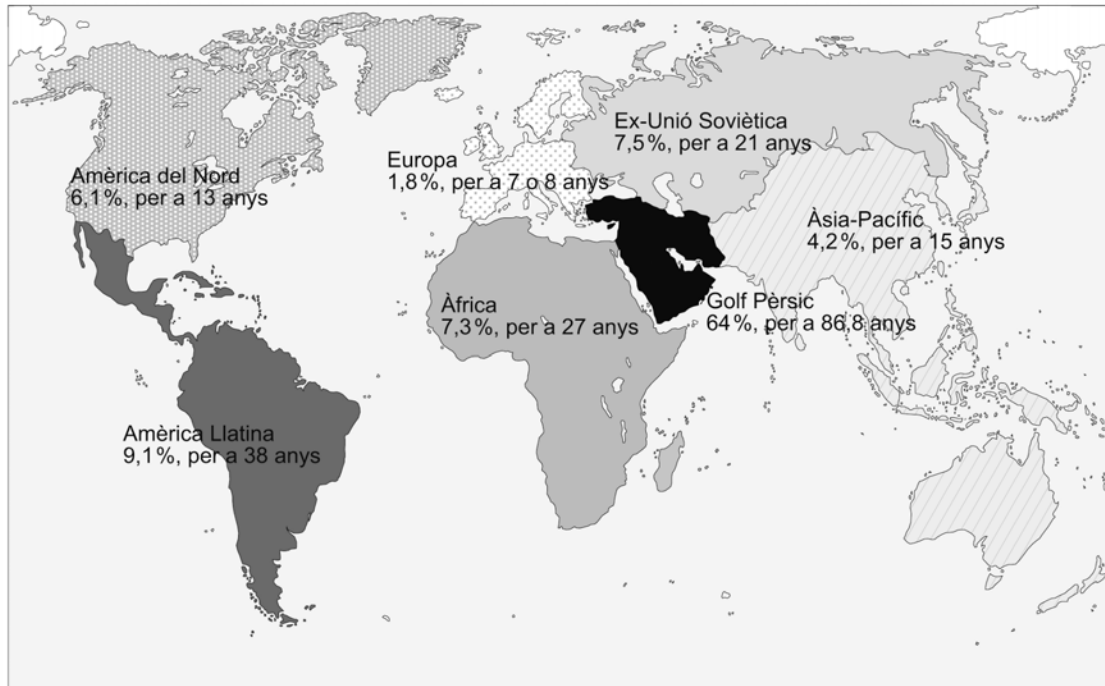 Ex-Unió Soviètica
7,5%, per a 21 anys
Europa
1,8%, per a 7 o 8 anys
Amèrica del Nord
6,1%, per a 13 anys
Àsia-Pacífic
4,2%, per a 15 anys
Golf Pèrsic
64%, per a 86,8 anys
Àfrica
7,3%, per a 27 anys
Amèrica Llatina
9,1%, per a 38 anys